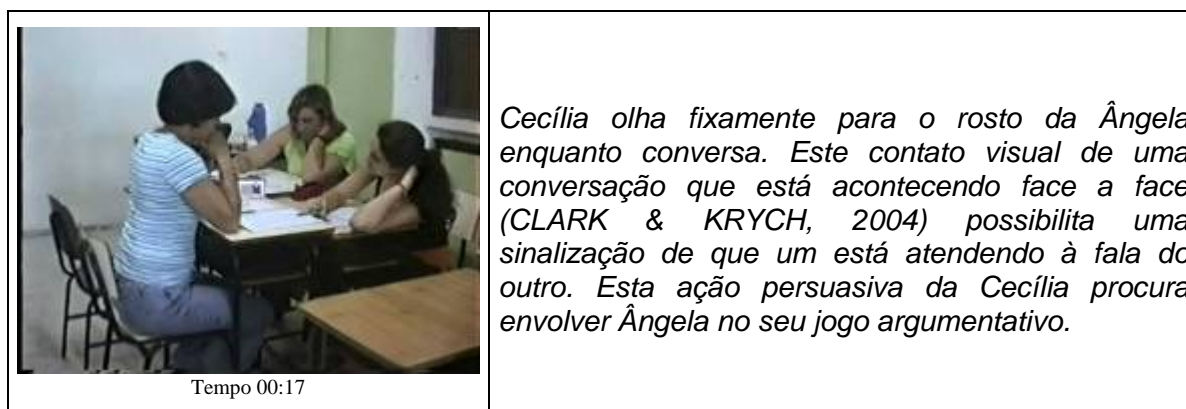 Cecília olha fixamente para o rosto da Ângela
enquanto conversa. Este contato visual de uma
conversação que está acontecendo face a face
(CLARK & KRYCH, 2004) possibilita uma
sinalização de que um está atendendo à fala do
outro. Esta ação persuasiva da Cecília procura
envolver Ângela no seu jogo argumentativo.
Tempo 00:17